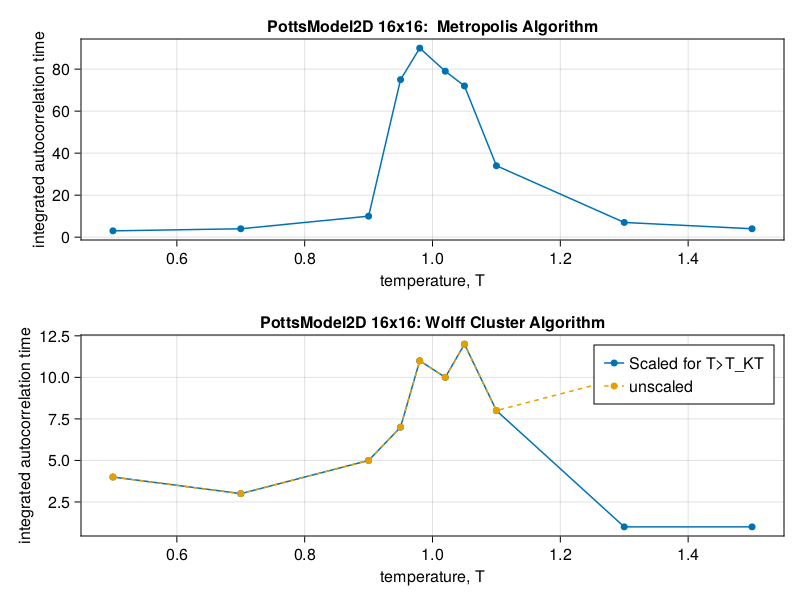 PottsModel2D 16x16:  Metropolis Algorithm
integrated autocorrelation time
80
60
40
20
0
0.6 0.8 1.0 1.2 1.4
temperature, T
PottsModel2D 16x16: Wolff Cluster Algorithm
integrated autocorrelation time
12.5
10.0
7.5
5.0
2.5
Scaled for T>T_KT
unscaled
0.6 0.8 1.0 1.2 1.4
temperature, T